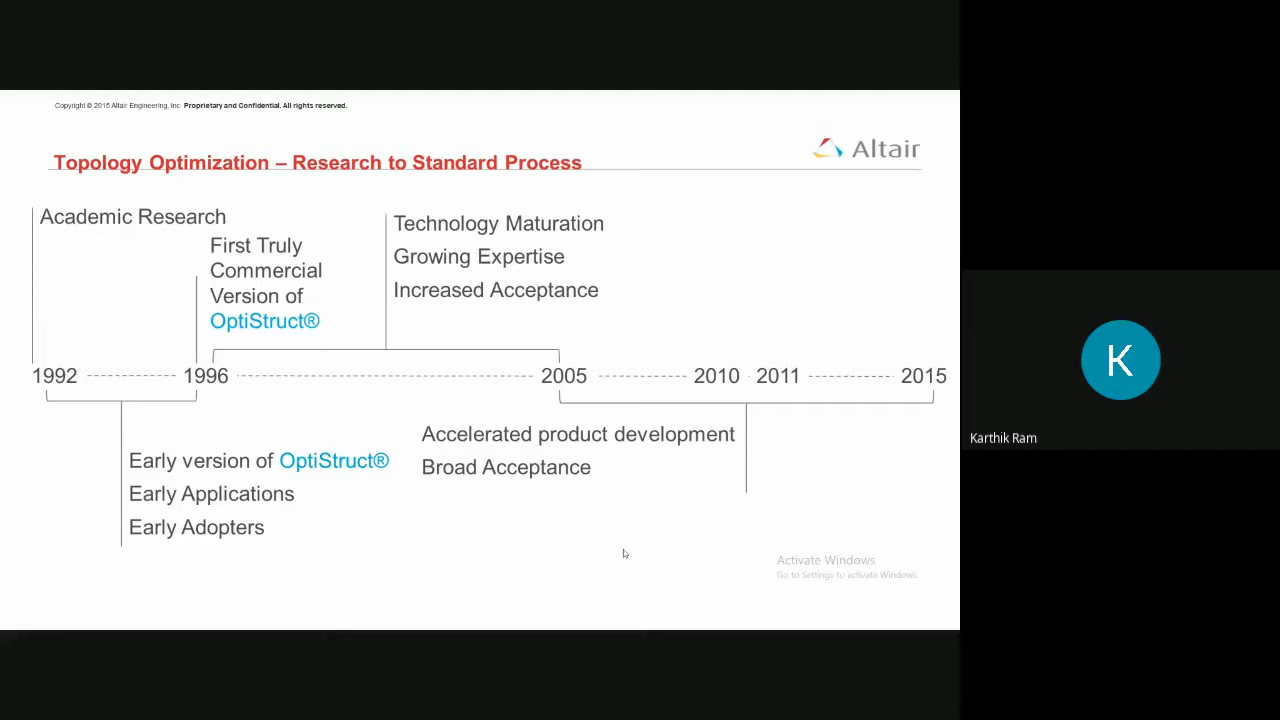 Copyright © 2015 Altair Engineering, Inc. Proprietary and Confidential. All rights reserved.
Topology Optimization – Research to Standard Process
Altair
Academic Research
First Truly
Commercial
Version of
OptiStruct®
Technology Maturation
Growing Expertise
Increased Acceptance
1992 1996 2005 2010 2011 2015
Early version of OptiStruct®
Early Applications
Early Adopters
Accelerated product development
Broad Acceptance
Activate Windows
Go to Settings to activate Windows.
K
Karthik Ram